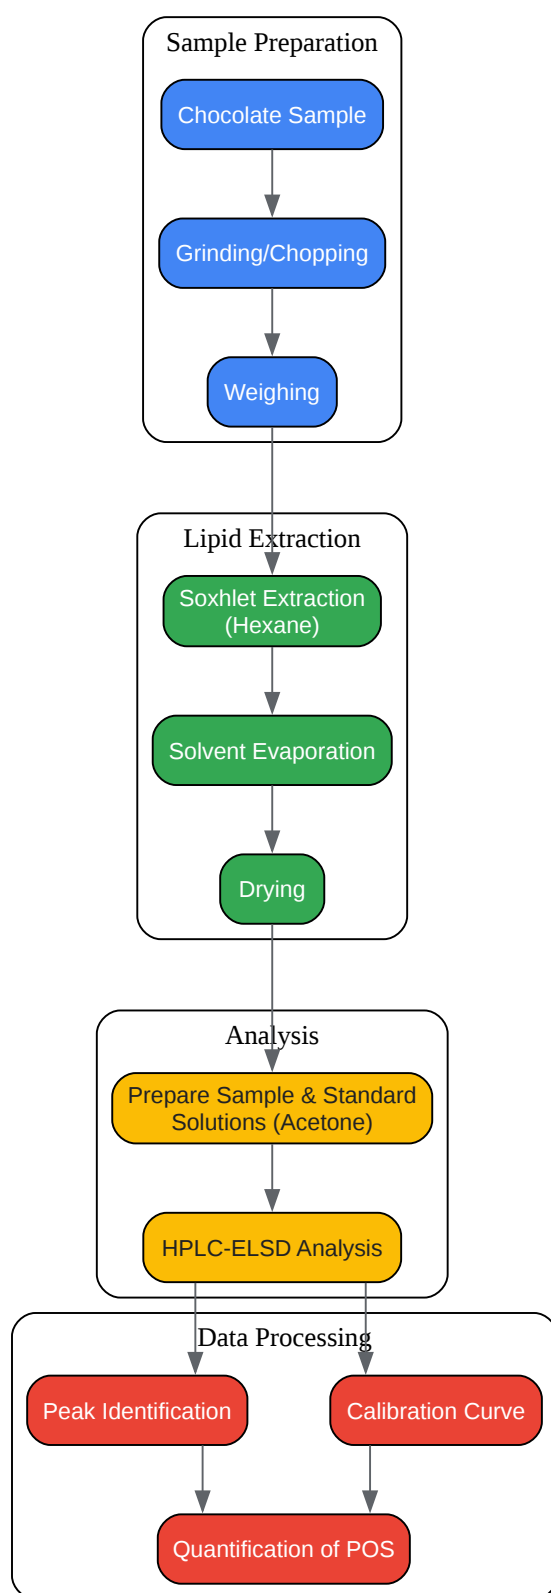 Sample Preparation
Chocolate Sample
Grinding/Chopping
Weighing
Lipid Extraction
Soxhlet Extraction
(Hexane)
Solvent Evaporation
Drying
Analysis
Prepare Sample & Standard
Solutions (Acetone)
HPLC-ELSD Analysis
Data Processing
Peak Identification
Calibration Curve
Quantification of POS